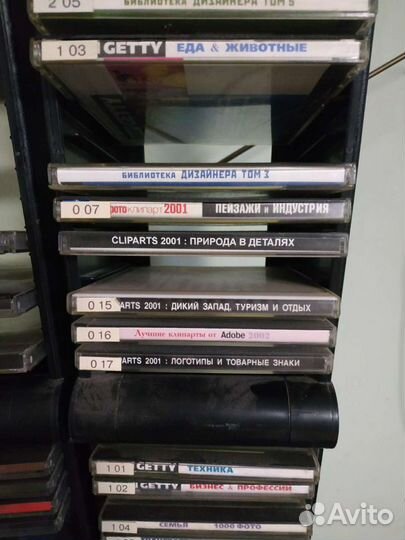 2 05 БИБЛИОТЕКА ДИЗАЙНЕРА ТОМ 5
1 03 GETTY ЕДА & ЖИВОТНЫЕ
БИБЛИОТЕКА ДИЗАЙНЕРА ТОМ 3
0 07 ФОТОКЛИПАРТ 2001 ПЕЙЗАЖИ и ИНДУСТРИЯ
CLIPARTS 2001 : ПРИРОДА В ДЕТАЛЯХ
0 15 ARTS 2001 : ДИКИЙ ЗАПАД, ТУРИЗМ И ОТДЫХ
0 16 Лучшие клипарты от Adobe 2002
0 17 ARTS 2001 : ЛОГОТИПЫ И ТОВАРНЫЕ ЗНАКИ
1 01 GETTY ТЕХНИКА
1 02 GETTY БИЗНЕС & ПРОФЕССИИ
1 04 СЕМЬЯ 1000 ФОТО
Avito